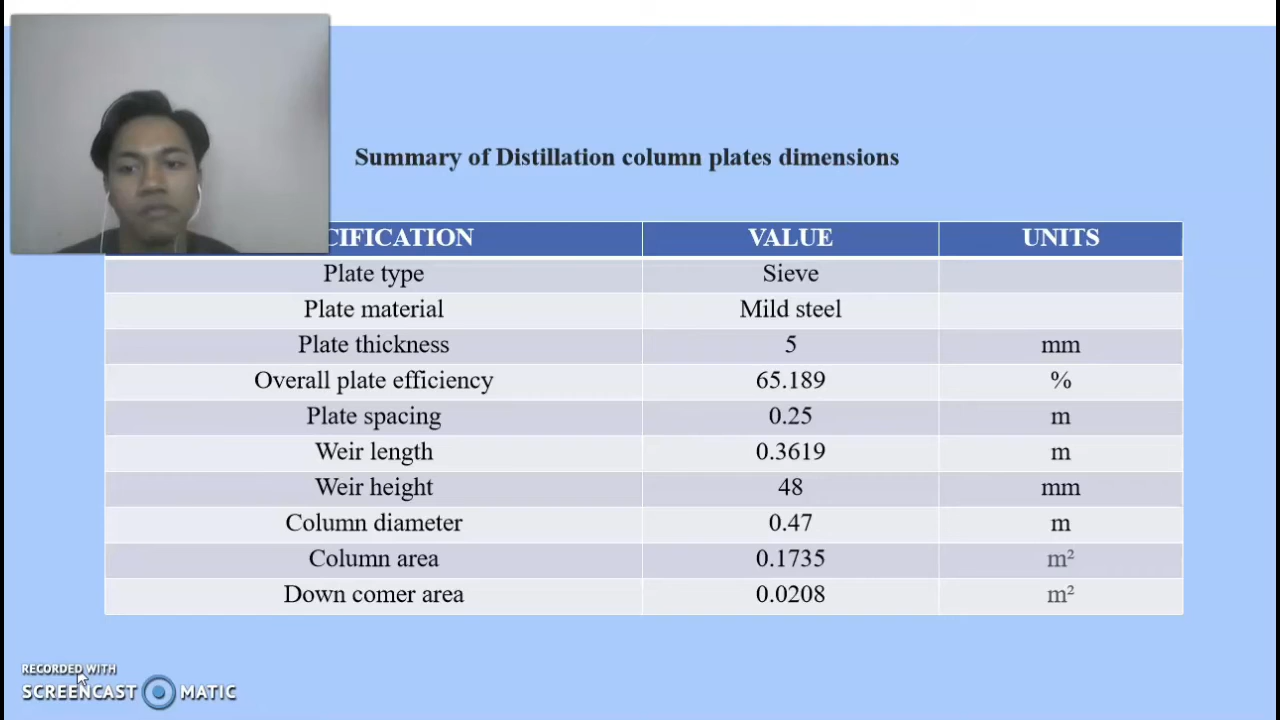 Summary of Distillation column plates dimensions
CIFICATION VALUE UNITS
Plate type Sieve
Plate material Mild steel
Plate thickness 5 mm
Overall plate efficiency 65.189 %
Plate spacing 0.25 m
Weir length 0.3619 m
Weir height 48 mm
Column diameter 0.47 m
Column area 0.1735 m²
Down comer area 0.0208 m²
RECORDED WITH
SCREENCAST MATIC